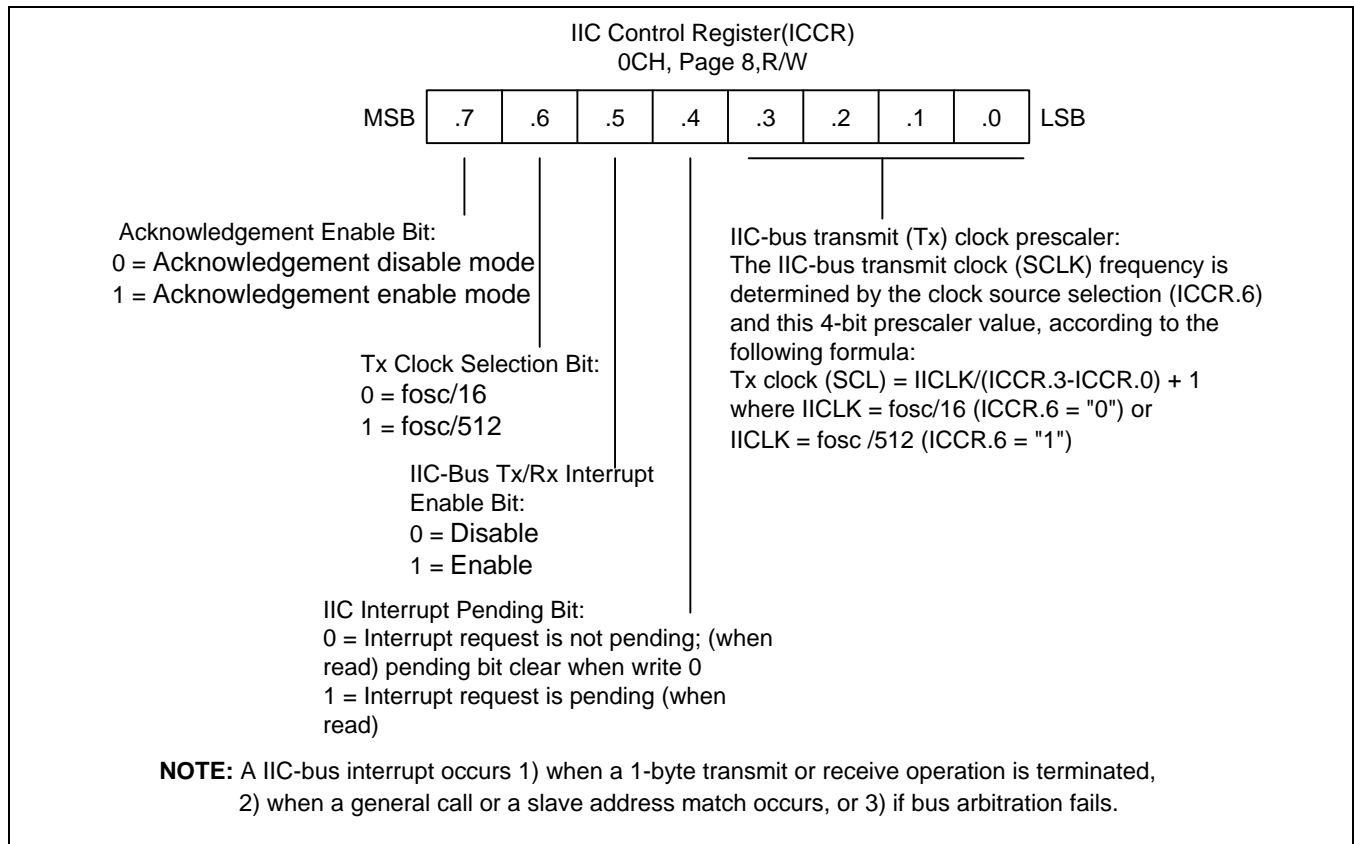 IIC Control Register(ICCR)
0CH, Page 8,R/W
MSB .7 .6 .5 .4 .3 .2 .1 .0 LSB
Acknowledgement Enable Bit:
0 = Acknowledgement disable mode
1 = Acknowledgement enable mode
Tx Clock Selection Bit:
0 = fosc/16
1 = fosc/512
IIC-Bus Tx/Rx Interrupt
Enable Bit:
0 = Disable
1 = Enable
IIC Interrupt Pending Bit:
0 = Interrupt request is not pending; (when
read) pending bit clear when write 0
1 = Interrupt request is pending (when
read)
IIC-bus transmit (Tx) clock prescaler:
The IIC-bus transmit clock (SCLK) frequency is
determined by the clock source selection (ICCR.6)
and this 4-bit prescaler value, according to the
following formula:
Tx clock (SCL) = IICLK/(ICCR.3-ICCR.0) + 1
where IICLK = fosc/16 (ICCR.6 = "0") or
IICLK = fosc /512 (ICCR.6 = "1")
NOTE: A IIC-bus interrupt occurs 1) when a 1-byte transmit or receive operation is terminated,
2) when a general call or a slave address match occurs, or 3) if bus arbitration fails.